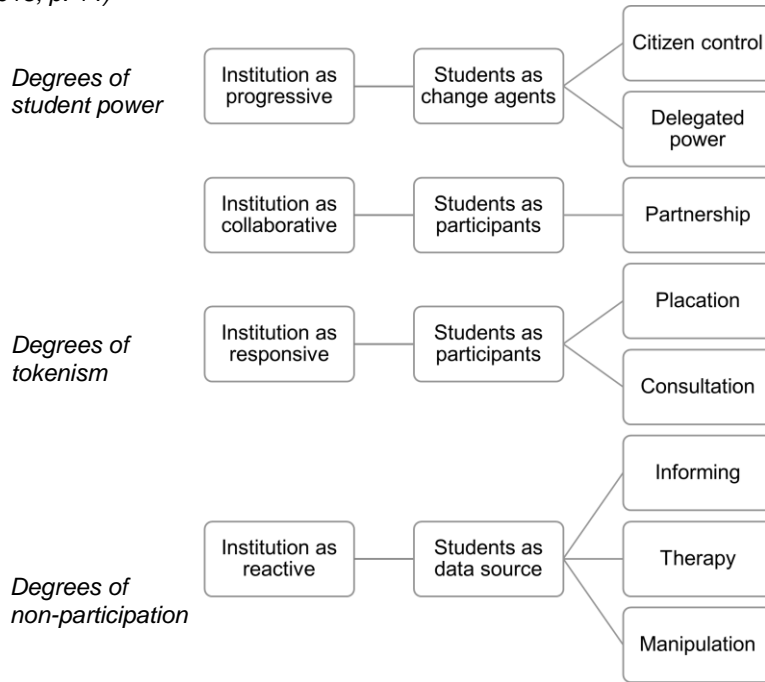 Citizen control
Degrees of
student power
Institution as
progressive
Students as
change agents
Delegated
power
Institution as
collaborative
Students as
participants
Partnership
Placation
Degrees of
tokenism
Institution as
responsive
Students as
participants
Consultation
Informing
Institution as
reactive
Students as
data source
Therapy
Degrees of
non-participation
Manipulation